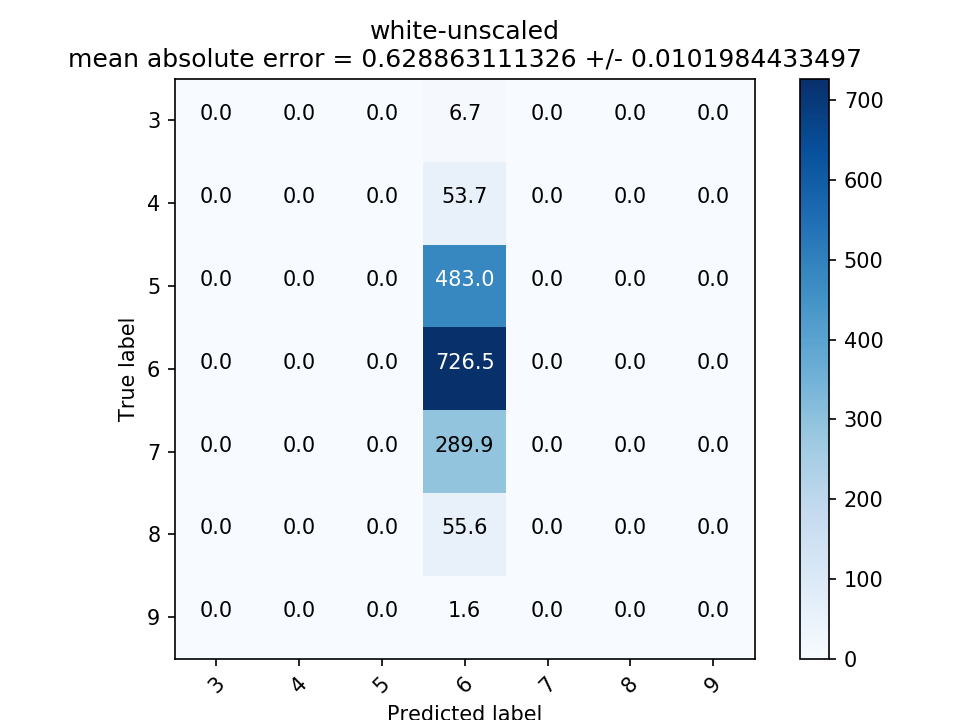 white-unscaled
mean absolute error = 0.628863111326 +/- 0.0101984433497
3 0.0 0.0 0.0 6.7 0.0 0.0 0.0
4 0.0 0.0 0.0 53.7 0.0 0.0 0.0
5 0.0 0.0 0.0 483.0 0.0 0.0 0.0
6 0.0 0.0 0.0 726.5 0.0 0.0 0.0
7 0.0 0.0 0.0 289.9 0.0 0.0 0.0
8 0.0 0.0 0.0 55.6 0.0 0.0 0.0
9 0.0 0.0 0.0 1.6 0.0 0.0 0.0
True label
3 4 5 6 7 8 9
Predicted label
700
600
500
400
300
200
100
0